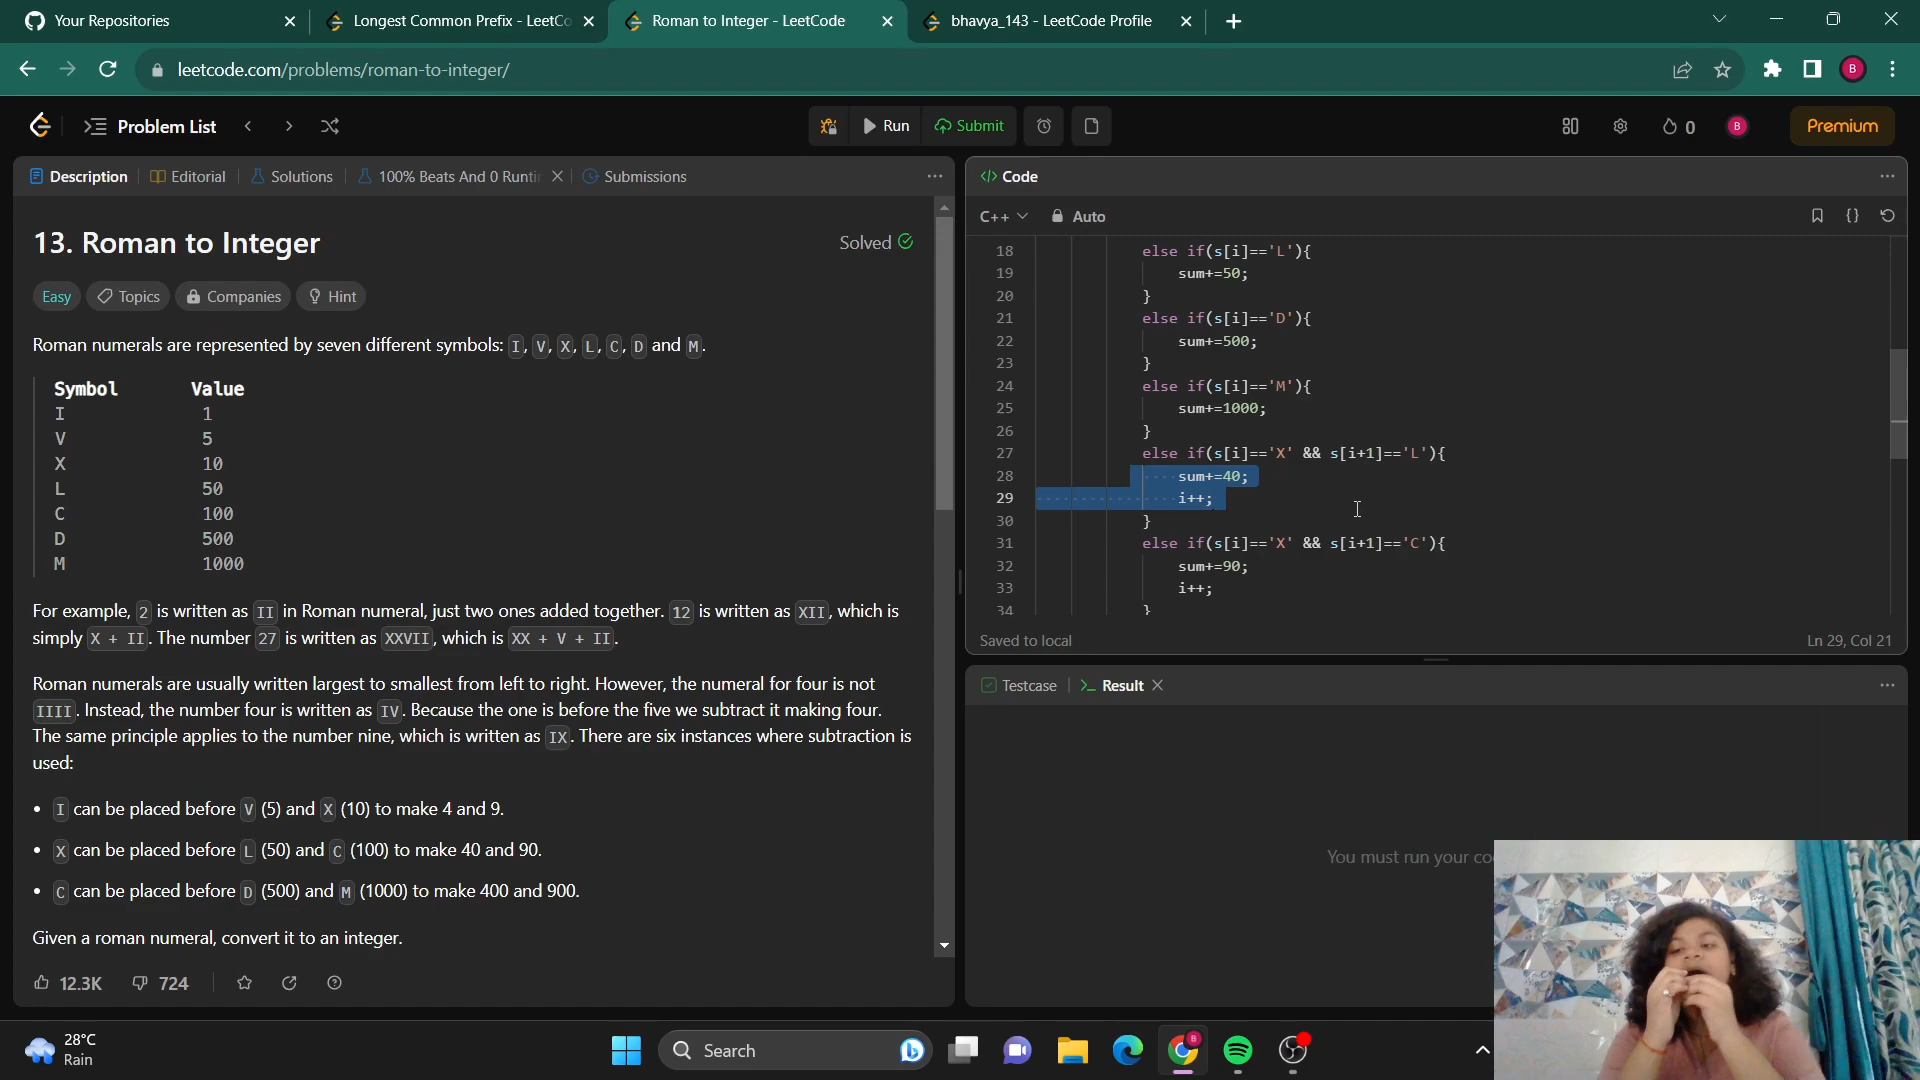 Your Repositories
Longest Common Prefix - LeetCo
Roman to Integer - LeetCode
bhavya_143 - LeetCode Profile
leetcode.com/problems/roman-to-integer/
B
Problem List
Run
Submit
0
B
Premium
Description
Editorial
Solutions
100% Beats And 0 Runti
Submissions
13. Roman to Integer
Solved
Easy
Topics
Companies
Hint
Roman numerals are represented by seven different symbols: I, V, X, L, C, D and M.
Symbol Value
I 1
V 5
X 10
L 50
C 100
D 500
M 1000
For example, 2 is written as II in Roman numeral, just two ones added together. 12 is written as XII, which is
simply X + II. The number 27 is written as XXVII, which is XX + V + II.
Roman numerals are usually written largest to smallest from left to right. However, the numeral for four is not
IIII. Instead, the number four is written as IV. Because the one is before the five we subtract it making four.
The same principle applies to the number nine, which is written as IX. There are six instances where subtraction is
used:
• I can be placed before V (5) and X (10) to make 4 and 9.
• X can be placed before L (50) and C (100) to make 40 and 90.
• C can be placed before D (500) and M (1000) to make 400 and 900.
Given a roman numeral, convert it to an integer.
12.3K
724
</> Code
C++
Auto
18 else if(s[i]=='L'){
19 sum+=50;
20 }
21 else if(s[i]=='D'){
22 sum+=500;
23 }
24 else if(s[i]=='M'){
25 sum+=1000;
26 }
27 else if(s[i]=='X' && s[i+1]=='L'){
28 sum+=40;
29 i++;
30 }
31 else if(s[i]=='X' && s[i+1]=='C'){
32 sum+=90;
33 i++;
34 }
Saved to local
Ln 29, Col 21
Testcase
Result
You must run your co
28°C
Rain
Search
B